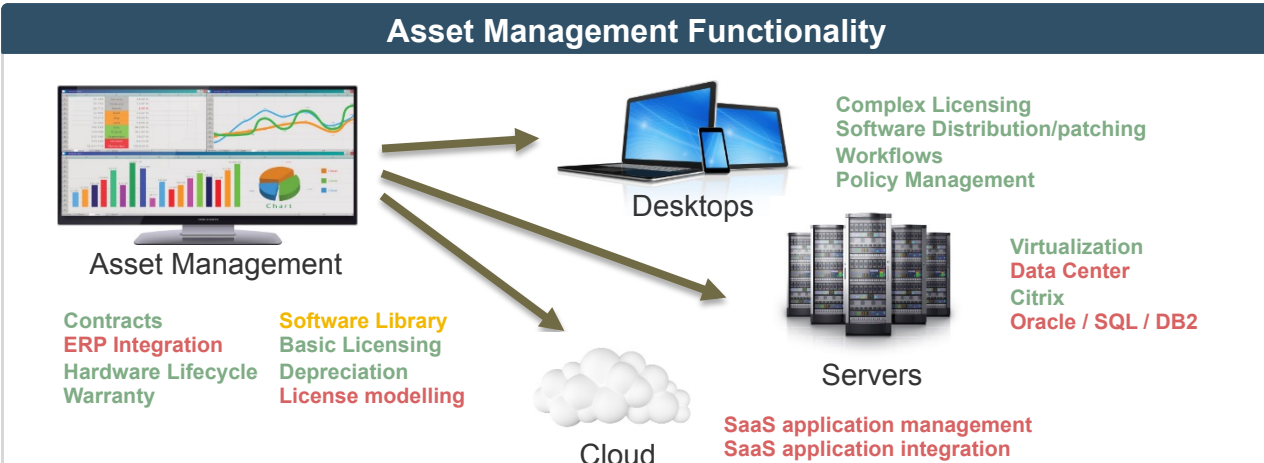 Asset Management Functionality
Complex Licensing
Software Distribution/patching
Workflows
Policy Management
Desktops
Asset Management
Virtualization
Data Center
Citrix
Oracle / SQL / DB2
Contracts
ERP Integration
Hardware Lifecycle
Warranty
Software Library
Basic Licensing
Depreciation
License modelling
Chart
Servers
SaaS application management
SaaS application integration
Cloud